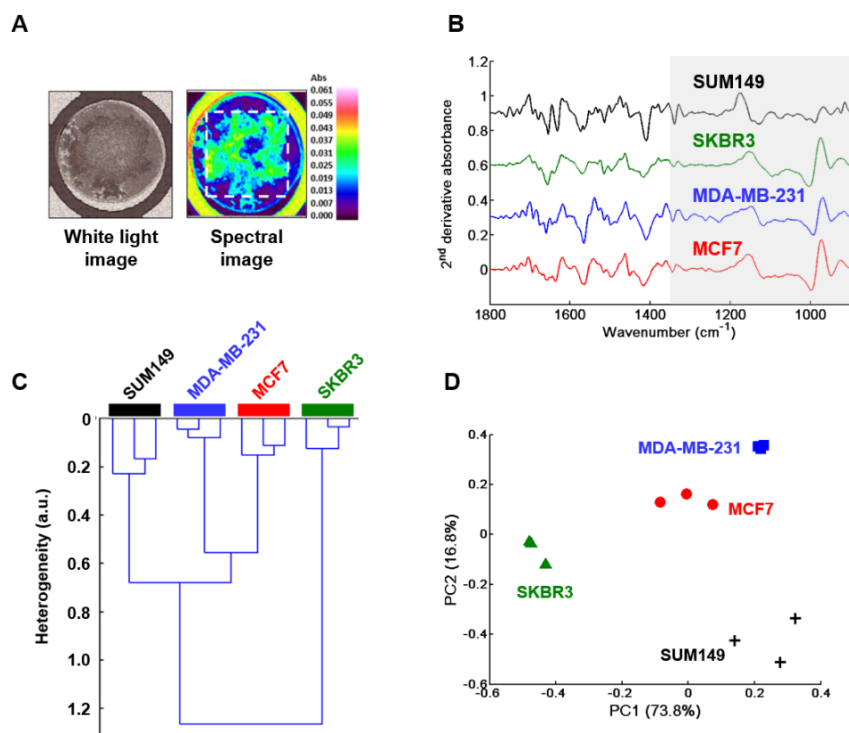 A
B
Abs
0.061
0.055
0.049
0.043
0.037
0.031
0.025
0.019
0.013
0.007
0.000
White light
image
Spectral
image
2nd derivative absorbance
1.2
1
0.8
0.6
0.4
0.2
0
SUM149
SKBR3
MDA-MB-231
MCF7
1800
1600
1400
1200
1000
Wavenumber (cm⁻¹)
C
SUM149
MDA-MB-231
MCF7
SKBR3
Heterogeneity (a.u.)
0
0.2
0.4
0.6
0.8
1.0
1.2
D
PC2 (16.8%)
0.4
0.2
0
-0.2
-0.4
-0.6
MDA-MB-231
MCF7
SKBR3
SUM149
-0.6
-0.4
-0.2
0
0.2
0.4
PC1 (73.8%)